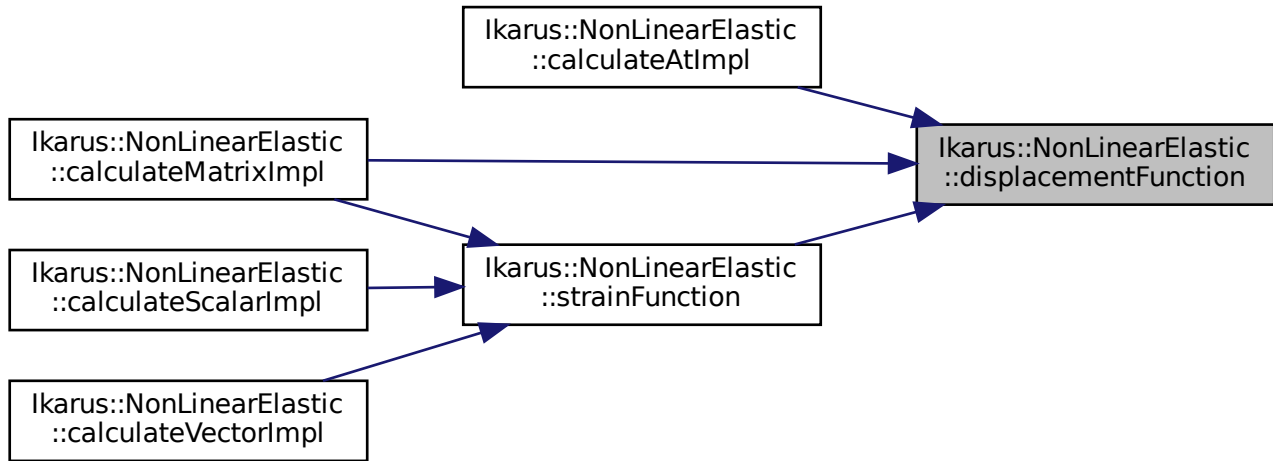 Ikarus::NonLinearElastic
::calculateAtImpl
Ikarus::NonLinearElastic
::calculateMatrixImpl
Ikarus::NonLinearElastic
::displacementFunction
Ikarus::NonLinearElastic
::calculateScalarImpl
Ikarus::NonLinearElastic
::strainFunction
Ikarus::NonLinearElastic
::calculateVectorImpl